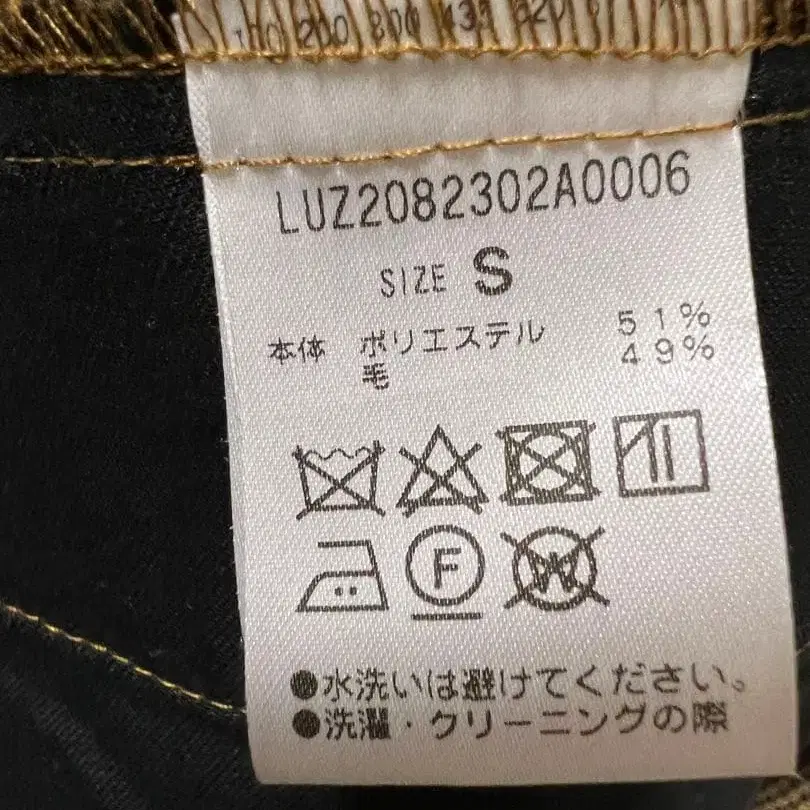 LUZ2082302A0006
SIZE S
本体 ポリエステル 51%
毛 49%
F
W
●水洗いは避けてください。
●洗濯・クリーニングの際